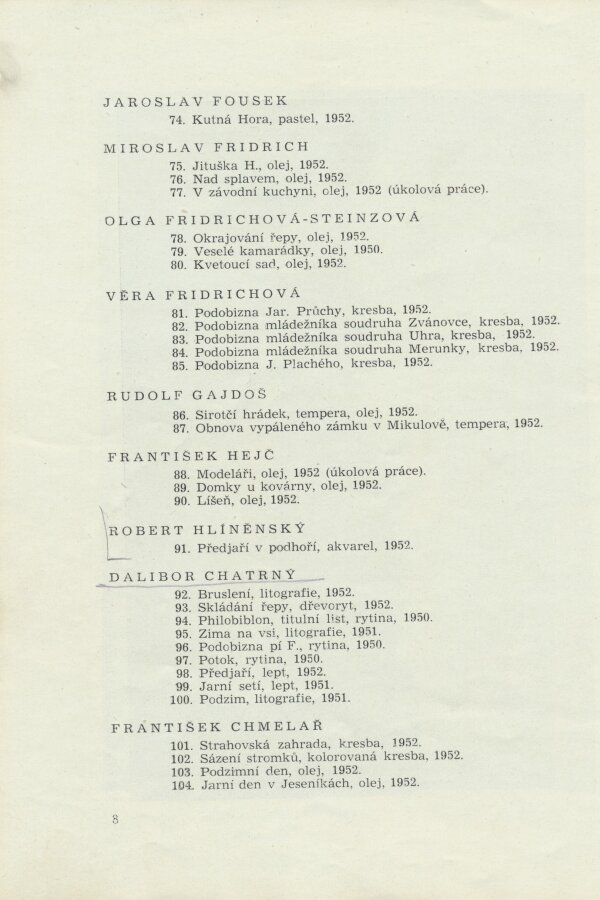 JAROSLAV FOUSEK
74. Kutná Hora, pastel, 1952.
MIROSLAV FRIDRICH
75. Jituška H., olej, 1952.
76. Nad splavem, olej, 1952.
77. V závodní kuchyni, olej, 1952 (úkolová práce).
OLGA FRIDRICHOVÁ-STEINZOVÁ
78. Okrajování řepy, olej, 1952.
79. Veselé kamarádky, olej, 1950.
80. Kvetoucí sad, olej, 1952.
VĚRA FRIDRICHOVÁ
81. Podobizna Jar. Průchy, kresba, 1952.
82. Podobizna mládežníka soudruha Zvánovce, kresba, 1952.
83. Podobizna mládežníka soudruha Uhra, kresba, 1952.
84. Podobizna mládežníka soudruha Merunky, kresba, 1952.
85. Podobizna J. Plachého, kresba, 1952.
RUDOLF GAJDOŠ
86. Sirotčí hrádek, tempera, olej, 1952.
87. Obnova vypáleného zámku v Mikulově, tempera, 1952.
FRANTIŠEK HEJČ
88. Modeláři, olej, 1952 (úkolová práce).
89. Domky u kovárny, olej, 1952.
90. Líšeň, olej, 1952.
ROBERT HLÍNĚNSKÝ
91. Předjaří v podhoří, akvarel, 1952.
DALIBOR CHATRNÝ
92. Bruslení, litografie, 1952.
93. Skládání řepy, dřevoryt, 1952.
94. Philobiblon, titulní list, rytina, 1950.
95. Zima na vsi, litografie, 1951.
96. Podobizna pí F., rytina, 1950.
97. Potok, rytina, 1950.
98. Předjaří, lept, 1952.
99. Jarní setí, lept, 1951.
100. Podzim, litografie, 1951.
FRANTIŠEK CHMELAŘ
101. Strahovská zahrada, kresba, 1952.
102. Sázení stromků, kolorovaná kresba, 1952.
103. Podzimní den, olej, 1952.
104. Jarní den v Jeseníkách, olej, 1952.
8